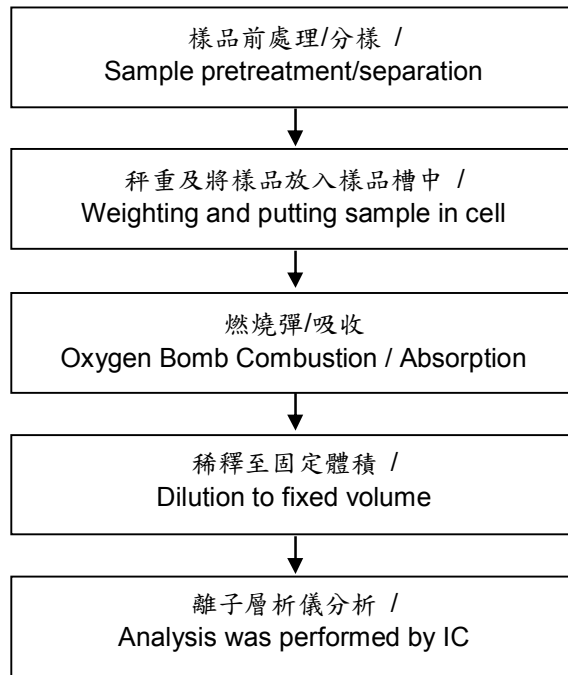 樣品前處理/分樣 /
Sample pretreatment/separation
秤重及將樣品放入樣品槽中 /
Weighting and putting sample in cell
燃燒彈/吸收
Oxygen Bomb Combustion / Absorption
稀釋至固定體積 /
Dilution to fixed volume
離子層析儀分析 /
Analysis was performed by IC